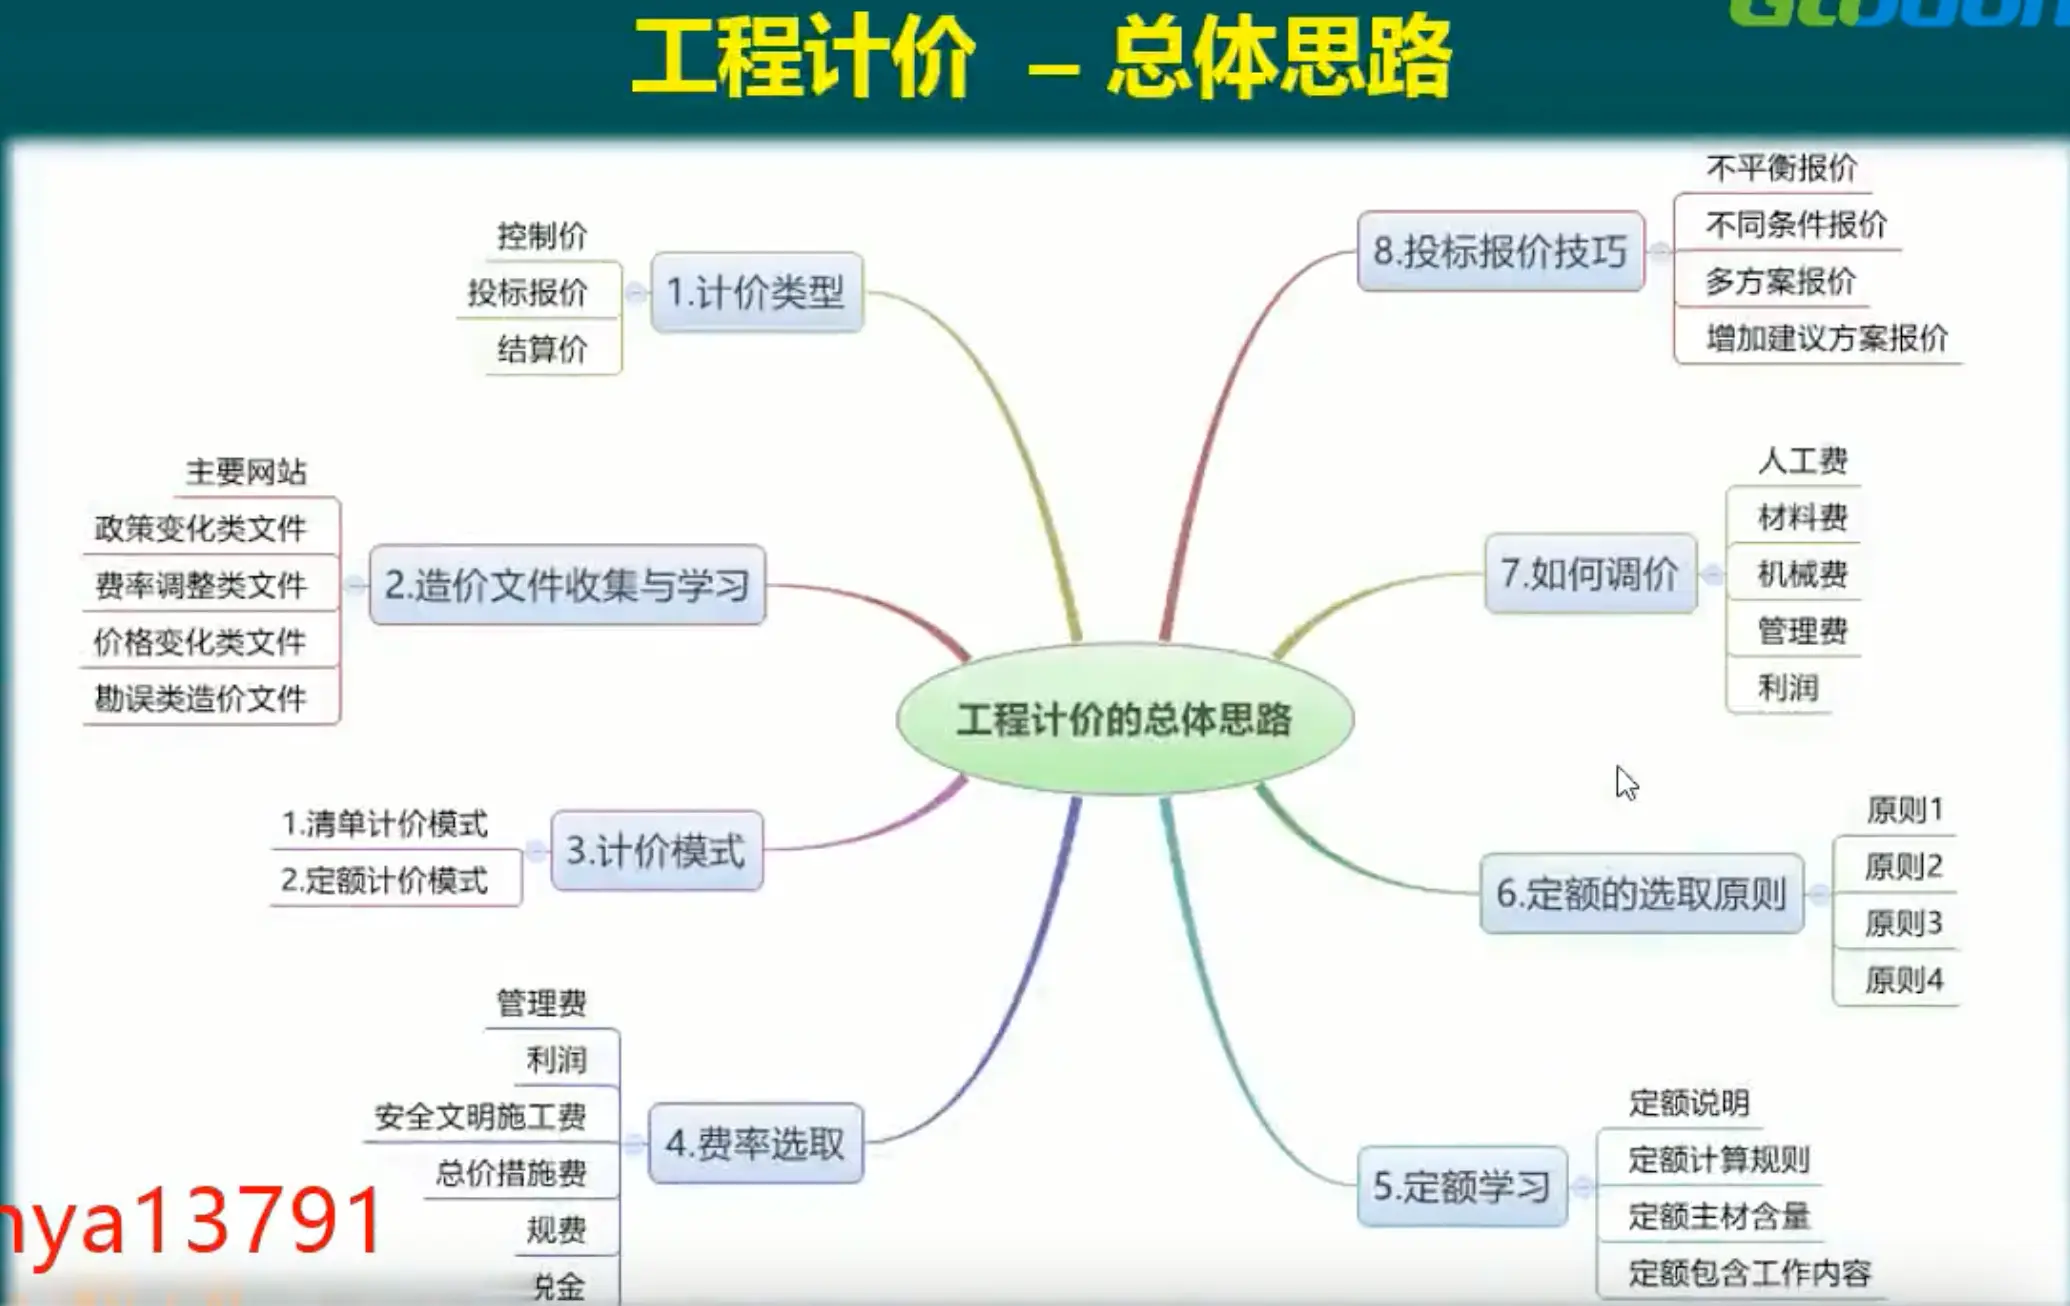 工程计价 – 总体思路
工程计价的总体思路
1.计价类型
控制价
投标报价
结算价
2.造价文件收集与学习
主要网站
政策变化类文件
费率调整类文件
价格变化类文件
勘误类造价文件
3.计价模式
1.清单计价模式
2.定额计价模式
4.费率选取
管理费
利润
安全文明施工费
总价措施费
规费
税金
5.定额学习
定额说明
定额计算规则
定额主材含量
定额包含工作内容
6.定额的选取原则
原则1
原则2
原则3
原则4
7.如何调价
人工费
材料费
机械费
管理费
利润
8.投标报价技巧
不平衡报价
不同条件报价
多方案报价
增加建议方案报价
nya13791